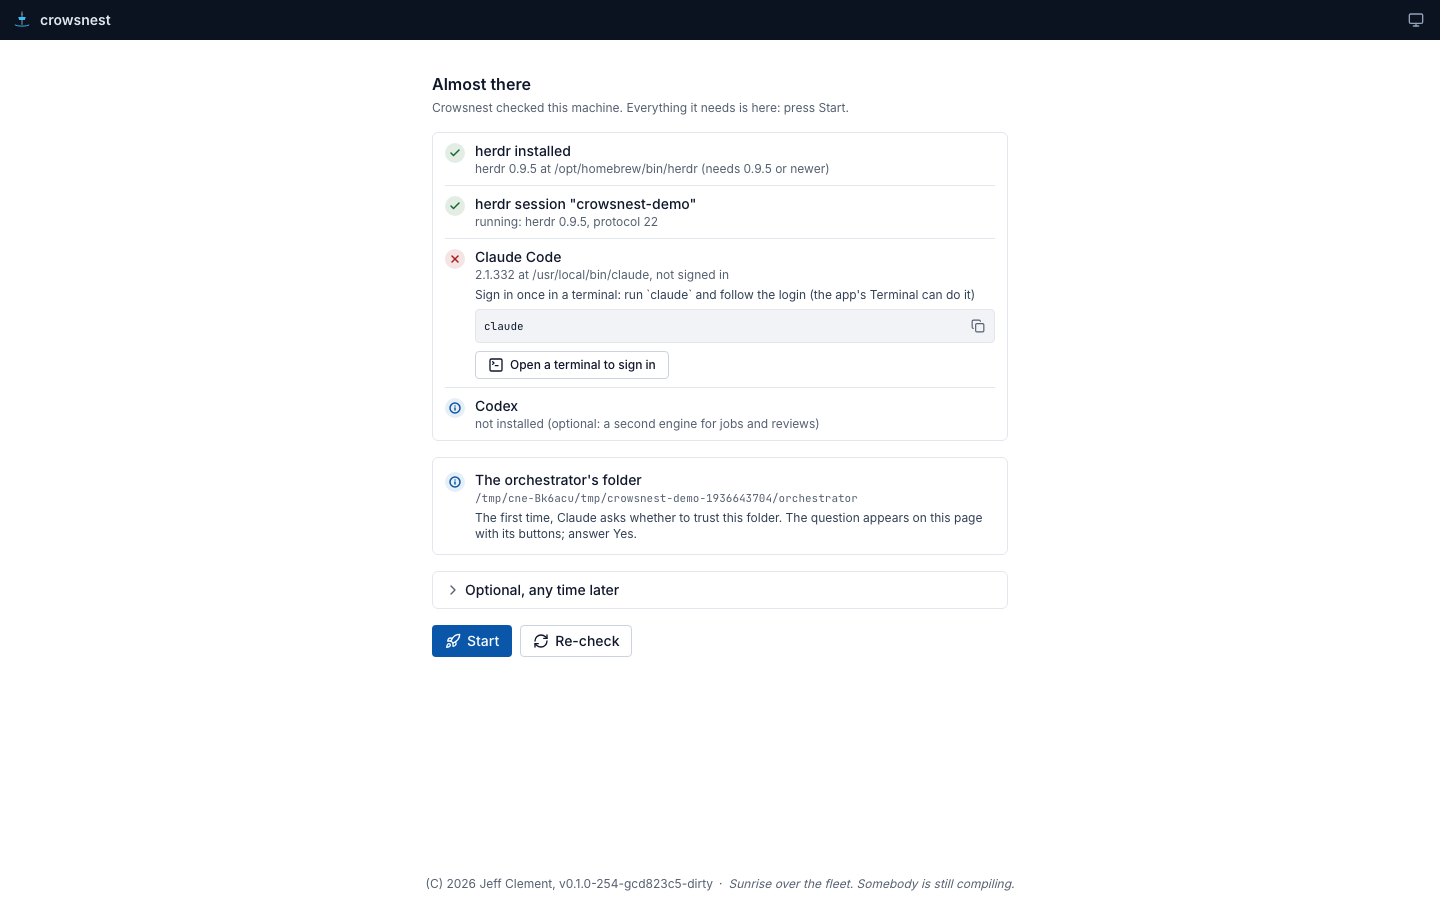 crowsnest
Almost there
Crowsnest checked this machine. Everything it needs is here: press Start.
herdr installed
herdr 0.9.5 at /opt/homebrew/bin/herdr (needs 0.9.5 or newer)
herdr session "crowsnest-demo"
running: herdr 0.9.5, protocol 22
Claude Code
2.1.332 at /usr/local/bin/claude, not signed in
Sign in once in a terminal: run `claude` and follow the login (the app's Terminal can do it)
claude
Open a terminal to sign in
Codex
not installed (optional: a second engine for jobs and reviews)
The orchestrator's folder
/tmp/cne-Bk6acu/tmp/crowsnest-demo-1936643704/orchestrator
The first time, Claude asks whether to trust this folder. The question appears on this page
with its buttons; answer Yes.
Optional, any time later
Start
Re-check
(C) 2026 Jeff Clement, v0.1.0-254-gcd823c5-dirty · Sunrise over the fleet. Somebody is still compiling.